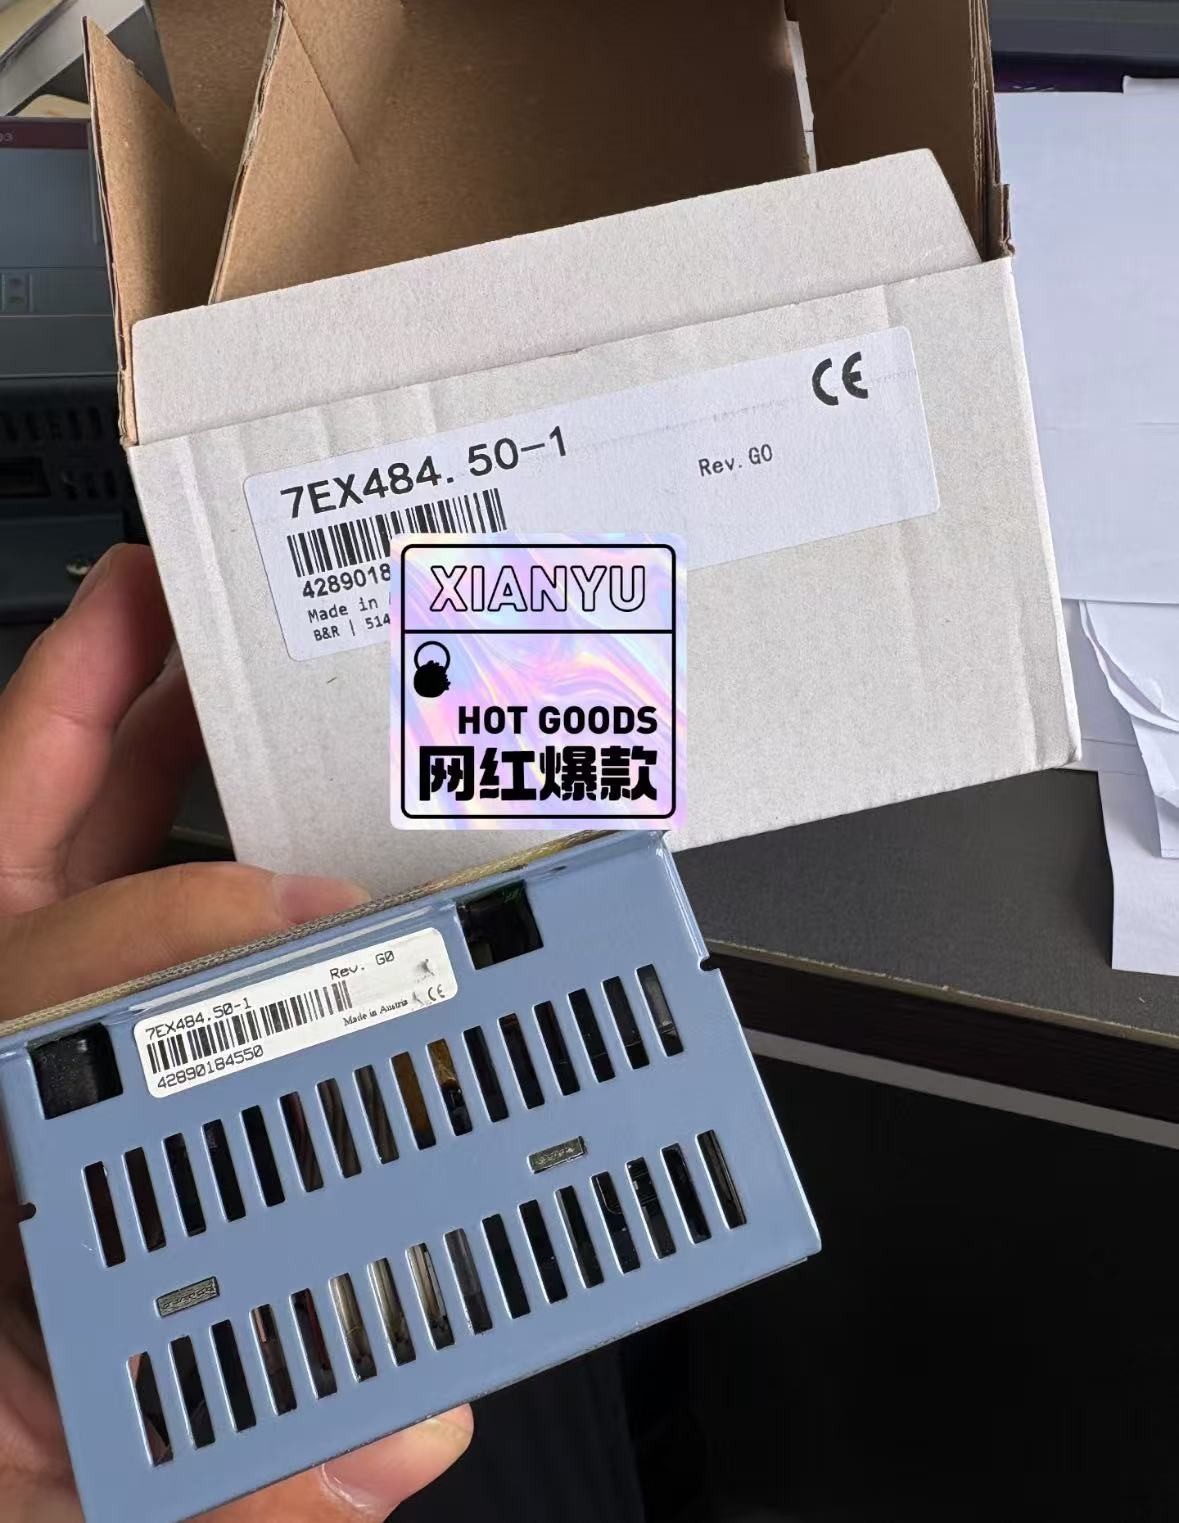 7EX484.50-1
Rev.G0
CE
4289018
Made in
B&R | 514
XIANYU
HOT GOODS
网红爆款
Rev. G0
7EX484.50-1
Made in Austria
CE
42890184550